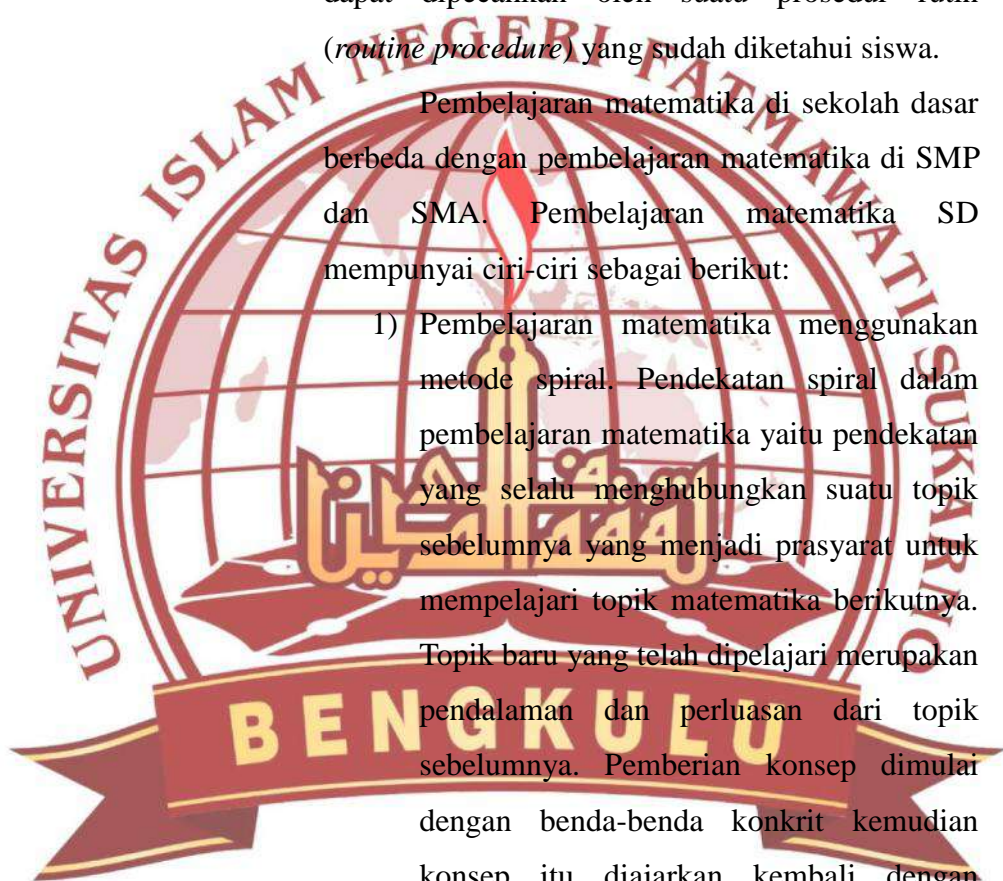 dapat dipecahkan oleh suatu prosedur rutin
(routine procedure) yang sudah diketahui siswa.
Pembelajaran matematika di sekolah dasar
berbeda dengan pembelajaran matematika di SMP
dan SMA. Pembelajaran matematika SD
mempunyai ciri-ciri sebagai berikut:
1) Pembelajaran matematika menggunakan
metode spiral. Pendekatan spiral dalam
pembelajaran matematika yaitu pendekatan
yang selalu menghubungkan suatu topik
sebelumnya yang menjadi prasyarat untuk
mempelajari topik matematika berikutnya.
Topik baru yang telah dipelajari merupakan
pendalaman dan perluasan dari topik
sebelumnya. Pemberian konsep dimulai
dengan benda-benda konkrit kemudian
konsep itu diajarkan kembali dengan
UNIVERSITAS ISLAM NEGERI FATMAWATI SUKARNO
BENGKULU